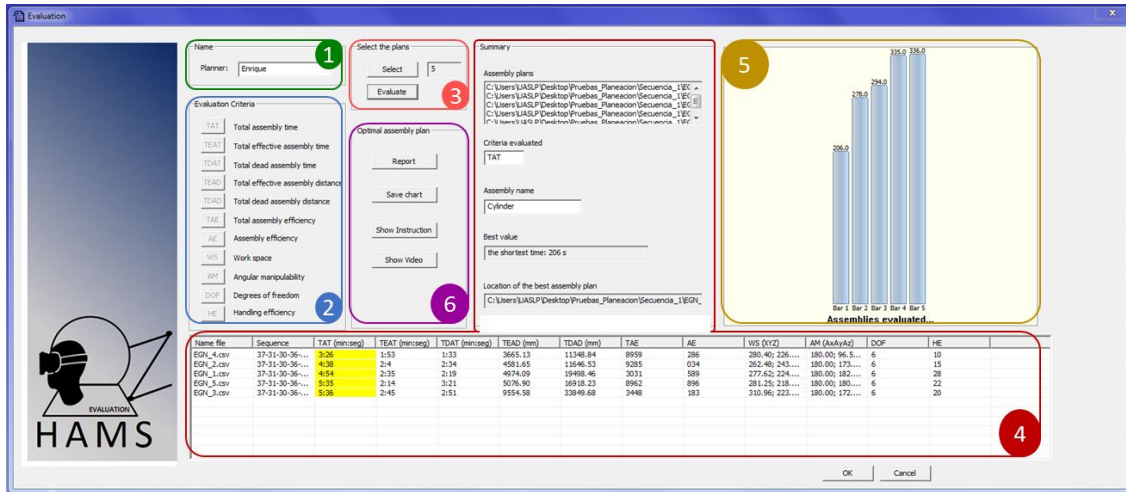 Evaluation
x
Name
Planner:
Enrique
1
Evaluation Criteria
TAT Total assembly time
TEAT Total effective assembly time
TDAT Total dead assembly time
TEAD Total effective assembly distance
TDAD Total dead assembly distance
TAE Total assembly efficiency
AE Assembly efficiency
WS Work space
AM Angular manipulability
DOF Degrees of freedom
HE Handling efficiency
2
Select the plans
Select 5
Evaluate
3
Optimal assembly plan
Report
Save chart
Show Instruction
Show Video
6
Summary
Assembly plans
C:\Users\UASLP\Desktop\Pruebas_Planeacion\Secuencia_1\EG
C:\Users\UASLP\Desktop\Pruebas_Planeacion\Secuencia_1\EG
C:\Users\UASLP\Desktop\Pruebas_Planeacion\Secuencia_1\EG
C:\Users\UASLP\Desktop\Pruebas_Planeacion\Secuencia_1\EG
Criteria evaluated
TAT
Assembly name
Cylinder
Best value
the shortest time: 206 s
Location of the best assembly plan
C:\Users\UASLP\Desktop\Pruebas_Planeacion\Secuencia_1\EGN_
5
335.0 336.0
294.0
278.0
206.0
Bar 1 Bar 2 Bar 3 Bar 4 Bar 5
Assemblies evaluated...
Name file Sequence TAT (min:seg) TEAT (min:seg) TDAT (min:seg) TEAD (mm) TDAD (mm) TAE AE WS (XYZ) AM (AxAyAz) DOF HE
EGN_4.csv 37-31-30-36-... 3:26 1:53 1:33 3665.13 11348.84 8959 286 280.40; 226.... 180.00; 96.5... 6 10
EGN_2.csv 37-31-30-36-... 4:38 2:4 2:34 4581.65 11646.53 9285 034 262.48; 243.... 180.00; 173.... 6 15
EGN_1.csv 37-31-30-36-... 4:54 2:35 2:19 4974.09 19498.46 3031 589 277.62; 224.... 180.00; 182.... 6 28
EGN_5.csv 37-31-30-36-... 5:35 2:14 3:21 5076.90 16918.23 8962 896 281.25; 218.... 180.00; 180.... 6 22
EGN_3.csv 37-31-30-36-... 5:36 2:45 2:51 9554.58 33849.68 3448 183 310.96; 223.... 180.00; 172.... 6 20
4
EVALUATION
HAMS
OK Cancel